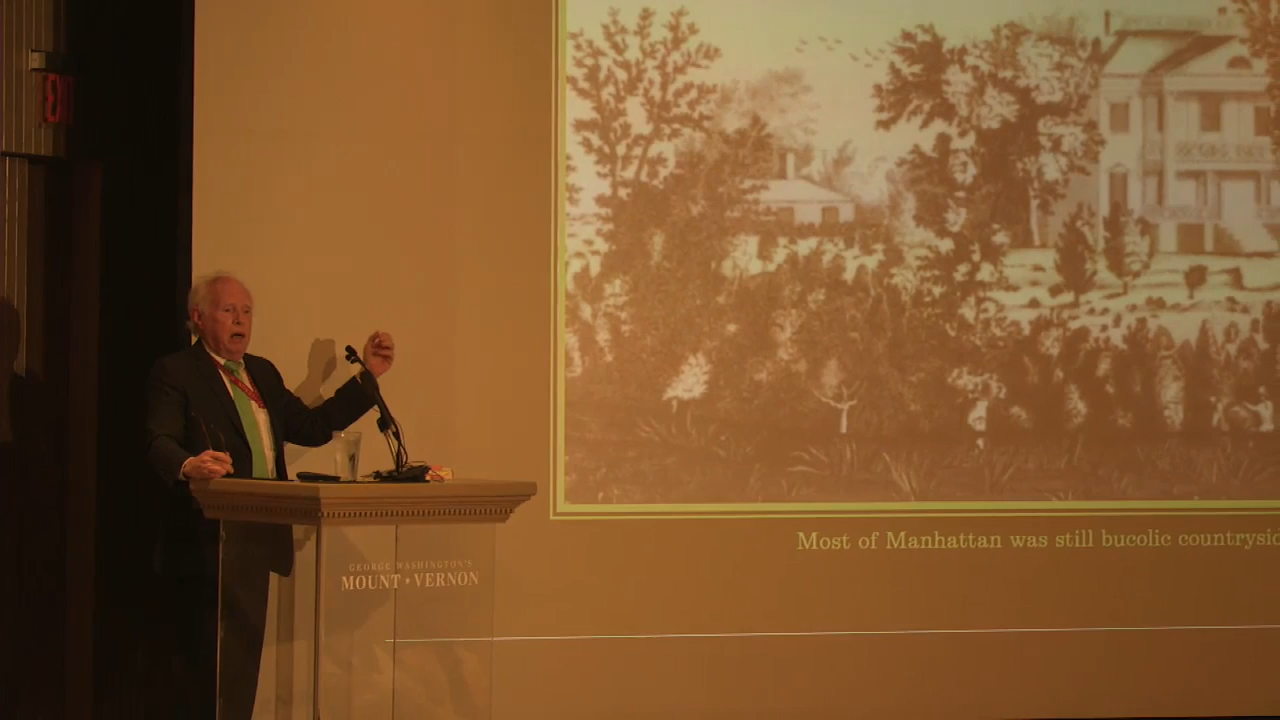 EXIT
Most of Manhattan was still bucolic countrysid
GEORGE WASHINGTON'S
MOUNT • VERNON